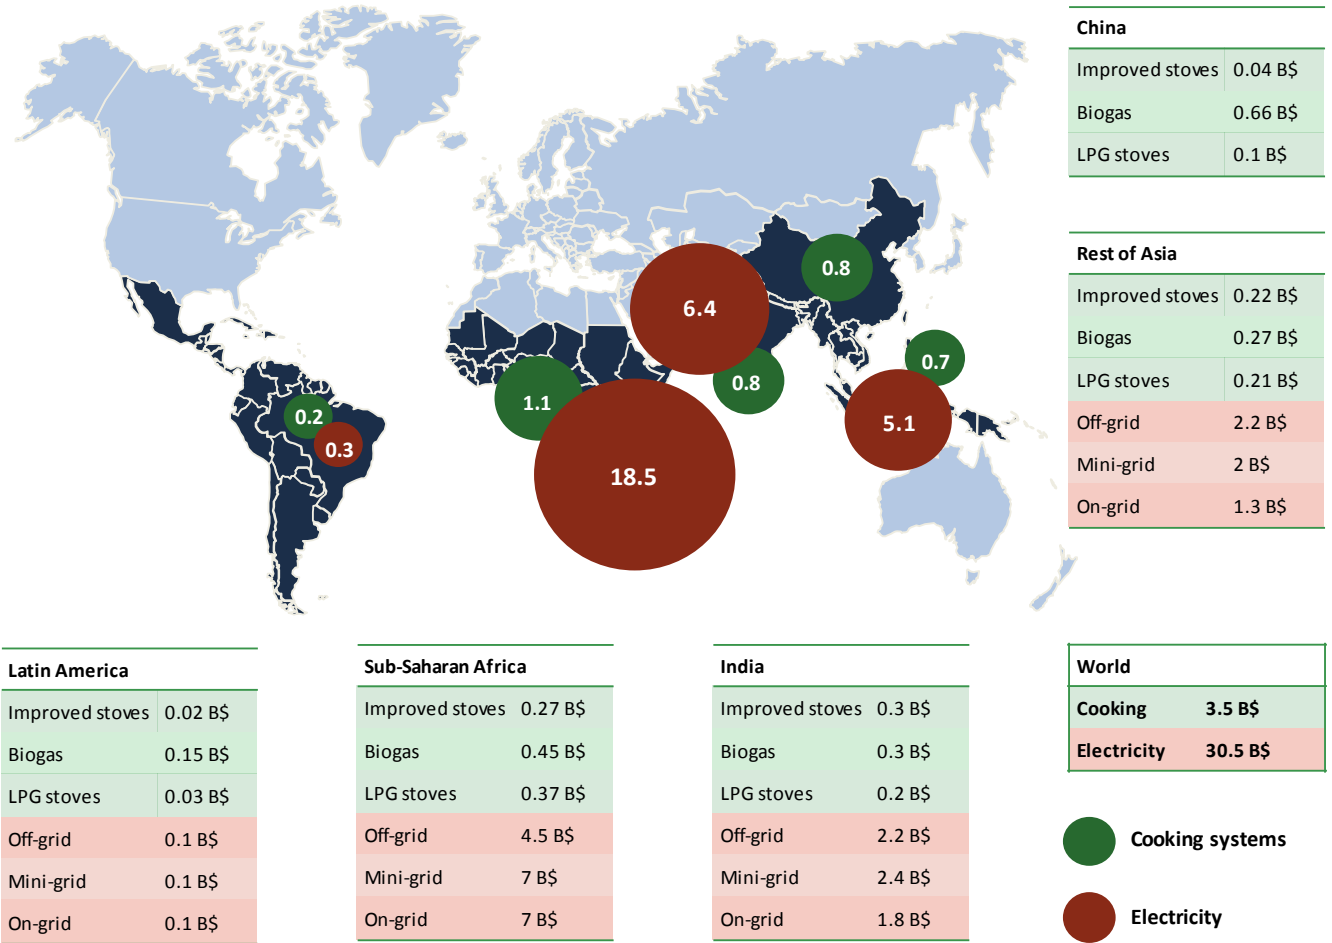 China
Improved stoves 0.04 B$
Biogas 0.66 B$
LPG stoves 0.1 B$
Rest of Asia
Improved stoves 0.22 B$
Biogas 0.27 B$
LPG stoves 0.21 B$
Off-grid 2.2 B$
Mini-grid 2 B$
On-grid 1.3 B$
0.8
6.4
0.7
0.8
1.1
0.2
5.1
0.3
18.5
Latin America
Improved stoves 0.02 B$
Biogas 0.15 B$
LPG stoves 0.03 B$
Off-grid 0.1 B$
Mini-grid 0.1 B$
On-grid 0.1 B$
Sub-Saharan Africa
Improved stoves 0.27 B$
Biogas 0.45 B$
LPG stoves 0.37 B$
Off-grid 4.5 B$
Mini-grid 7 B$
On-grid 7 B$
India
Improved stoves 0.3 B$
Biogas 0.3 B$
LPG stoves 0.2 B$
Off-grid 2.2 B$
Mini-grid 2.4 B$
On-grid 1.8 B$
World
Cooking 3.5 B$
Electricity 30.5 B$
Cooking systems
Electricity